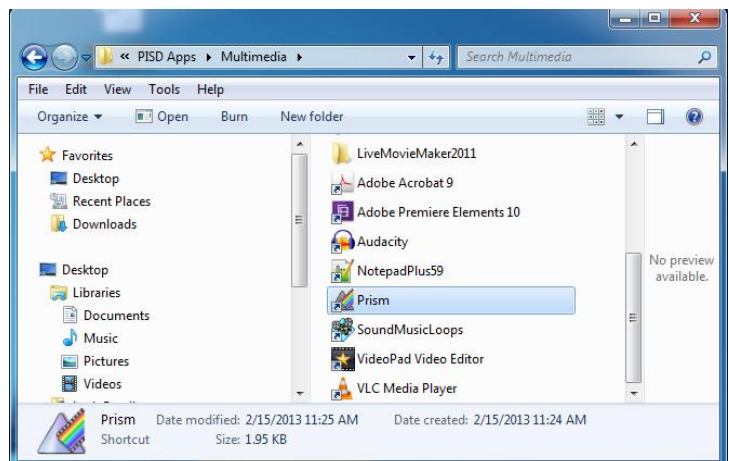 « PISD Apps ▸ Multimedia ▸
Search Multimedia
File Edit View Tools Help
Organize Open Burn New folder
Favorites
Desktop
Recent Places
Downloads
Desktop
Libraries
Documents
Music
Pictures
Videos
LiveMovieMaker2011
Adobe Acrobat 9
Adobe Premiere Elements 10
Audacity
NotepadPlus59
Prism
SoundMusicLoops
VideoPad Video Editor
VLC Media Player
No preview
available.
Prism Date modified: 2/15/2013 11:25 AM Date created: 2/15/2013 11:24 AM
Shortcut Size: 1.95 KB